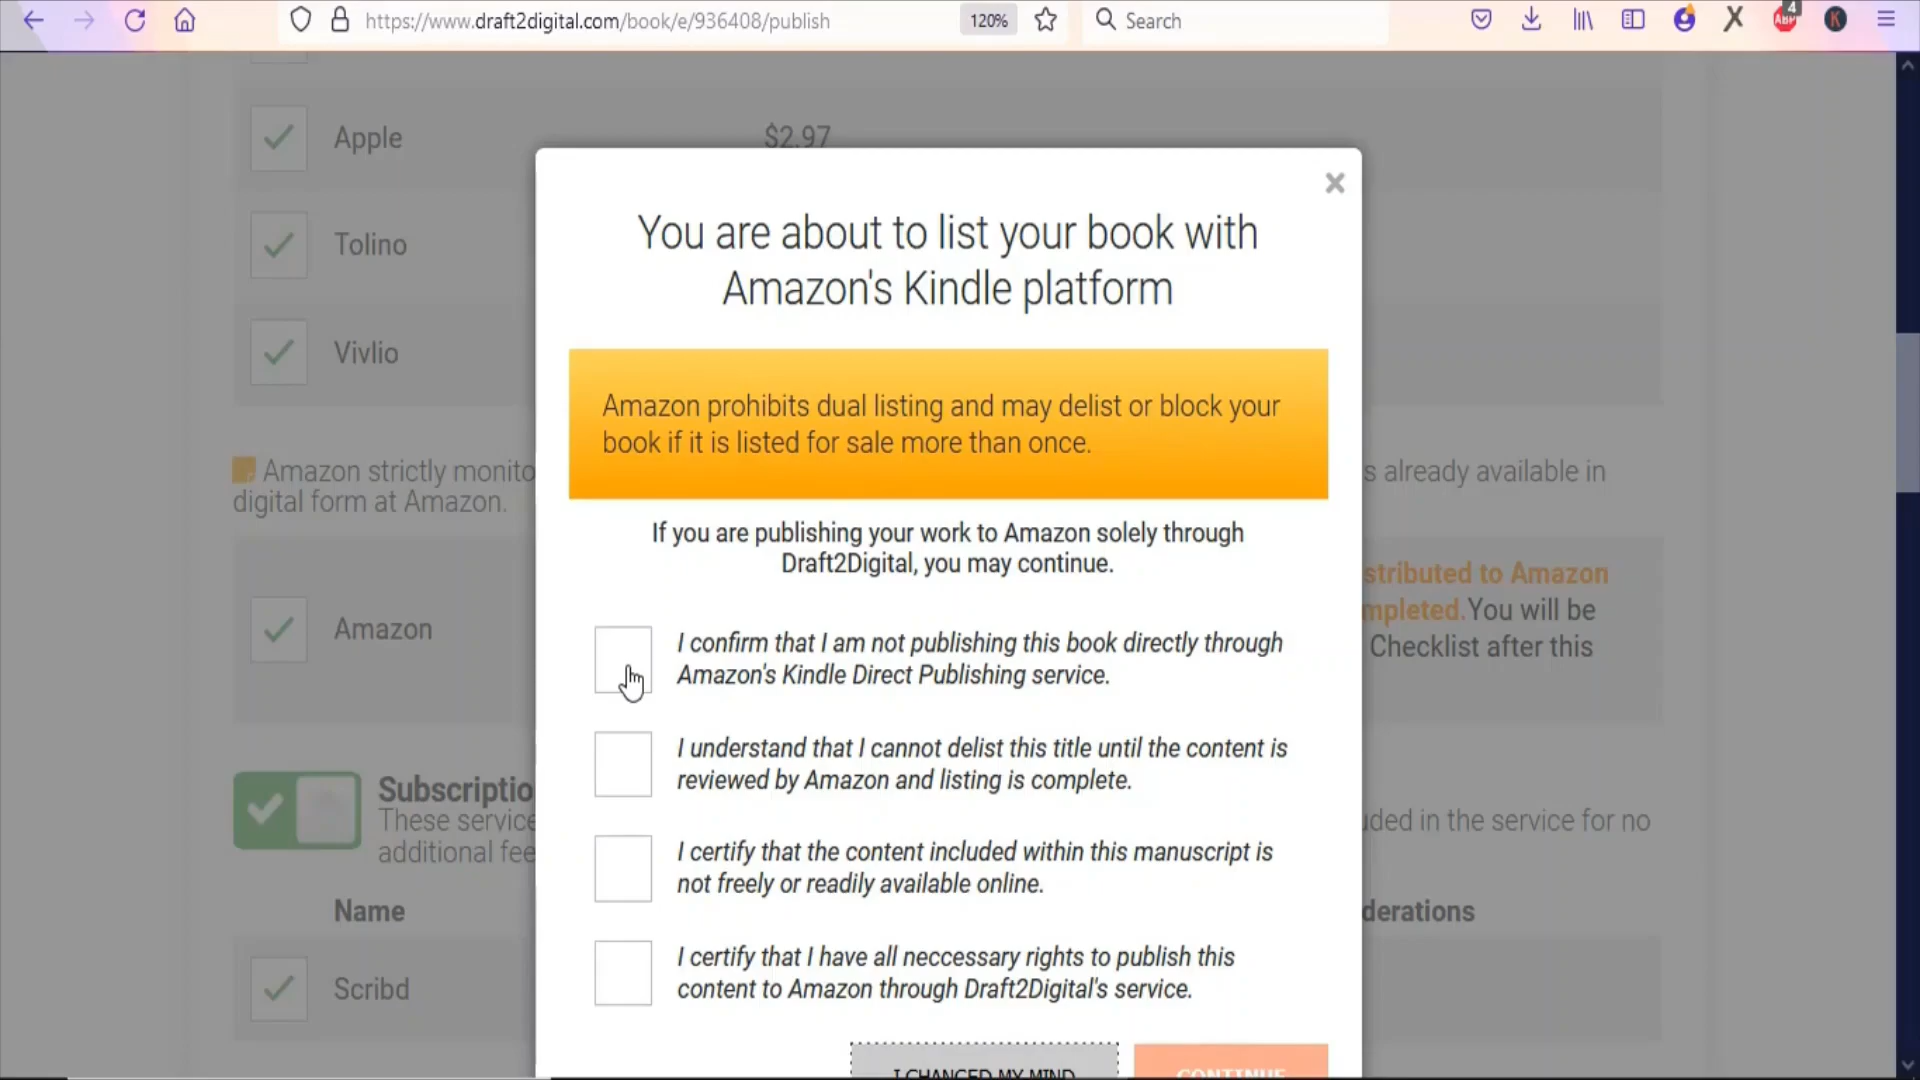 https://www.draft2digital.com/book/e/936408/publish
120%
Search
ABP
4
K
Apple
$2.97
Tolino
Vivlio
Amazon strictly monito
s already available in
digital form at Amazon.
Amazon
stributed to Amazon
mpleted.You will be
Checklist after this
Subscriptio
These service
uded in the service for no
additional fee
Name
derations
Scribd
×
You are about to list your book with
Amazon's Kindle platform
Amazon prohibits dual listing and may delist or block your
book if it is listed for sale more than once.
If you are publishing your work to Amazon solely through
Draft2Digital, you may continue.
I confirm that I am not publishing this book directly through
Amazon's Kindle Direct Publishing service.
I understand that I cannot delist this title until the content is
reviewed by Amazon and listing is complete.
I certify that the content included within this manuscript is
not freely or readily available online.
I certify that I have all neccessary rights to publish this
content to Amazon through Draft2Digital's service.
I CHANGED MY MIND
CONTINUE